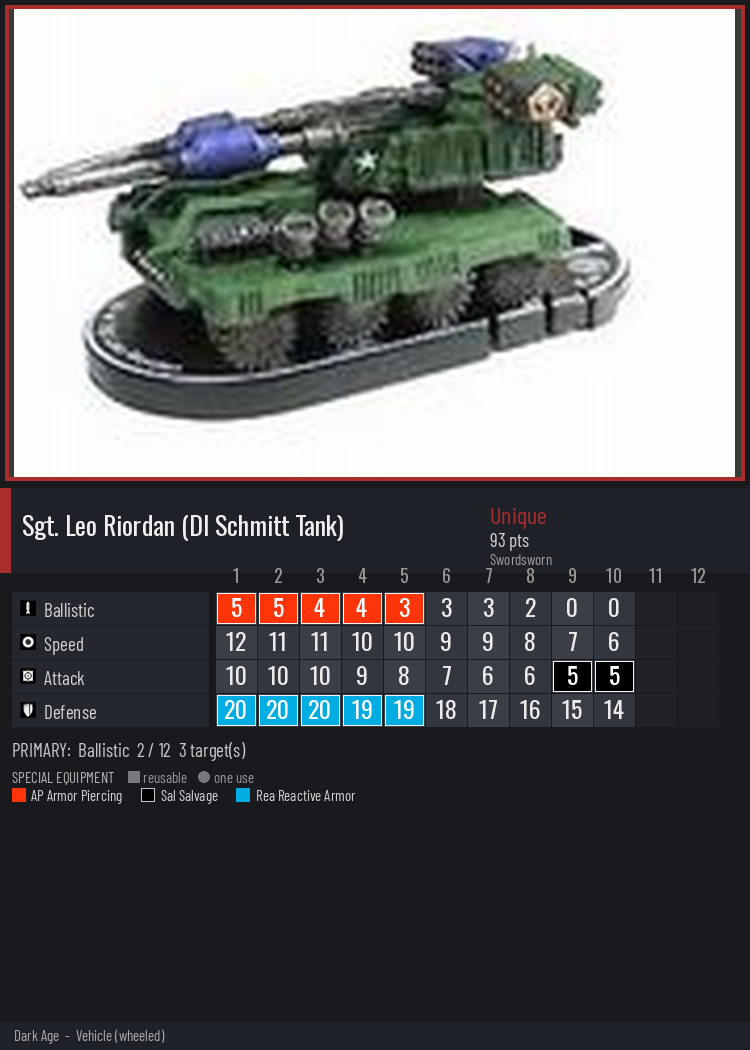 Sgt. Leo Riordan (DI Schmitt Tank)
Unique
93 pts
Swordsworn
1 2 3 4 5 6 7 8 9 10 11 12
Ballistic 5 5 4 4 3 3 3 2 0 0
Speed 12 11 11 10 10 9 9 8 7 6
Attack 10 10 10 9 8 7 6 6 5 5
Defense 20 20 20 19 19 18 17 16 15 14
PRIMARY: Ballistic 2 / 12 3 target(s)
SPECIAL EQUIPMENT reusable one use
AP Armor Piercing Sal Salvage Rea Reactive Armor
Dark Age - Vehicle (wheeled)